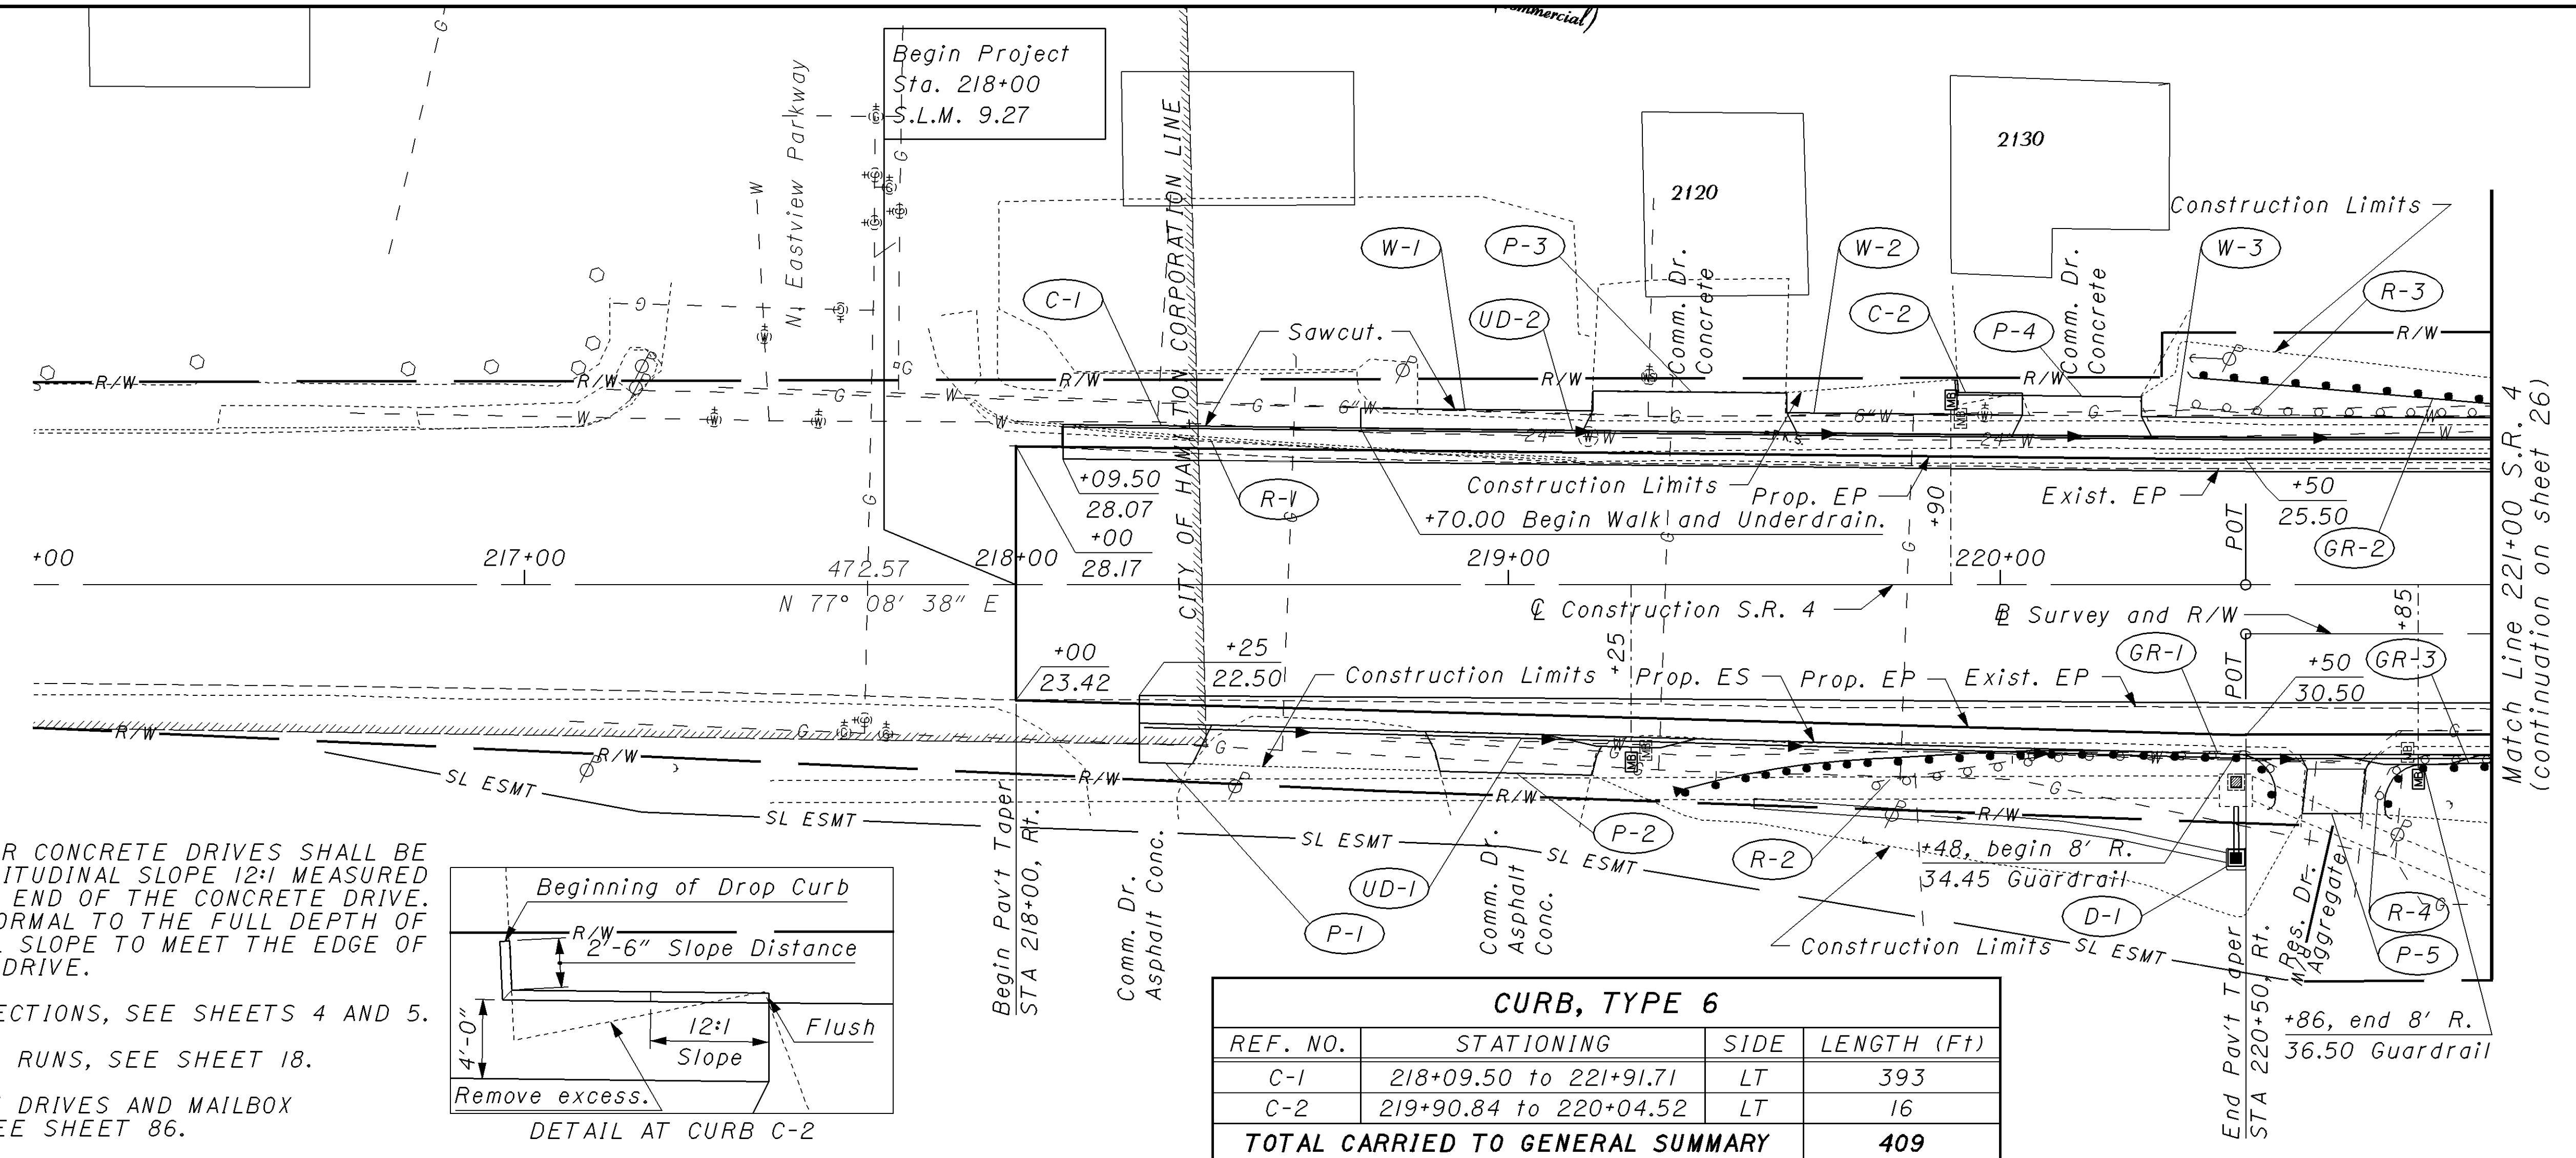 Commercial)
Begin Project
Sta. 218+00
S.L.M. 9.27
N. Eastview Parkway
CITY OF HAMILTON CORPORATION LINE
2120
2130
Construction Limits
W-1
P-3
Comm. Dr.
Concrete
W-2
Comm. Dr.
Concrete
W-3
C-1
Sawcut.
UD-2
C-2
P-4
R-3
R/W
R/W
R/W
R/W
R/W
R/W
6" W
6" W
24" W
24" W
+09.50
28.07
R-1
Construction Limits
Prop. EP
+90
Exist. EP
+50
25.50
+70.00 Begin Walk and Underdrain.
POT
GR-2
+00
28.17
+00
217+00
472.57
218+00
219+00
220+00
N 77° 08' 38" E
℄ Construction S.R. 4
Survey and R/W
+85
Match Line 221+00 S.R. 4
(continuation on sheet 26)
+00
23.42
+25
22.50
Construction Limits
+25
Prop. ES
Prop. EP
Exist. EP
GR-1
POT
+50
30.50
GR-3
R/W
R/W
R/W
R/W
R/W
SL ESMT
SL ESMT
SL ESMT
SL ESMT
SL ESMT
MB
MB
MB
Begin Pav't Taper
STA 218+00, Rt.
Comm. Dr.
Asphalt Conc.
P-1
UD-1
P-2
Comm. Dr.
Asphalt
Conc.
R-2
+48, begin 8' R.
34.45 Guardrail
D-1
Construction Limits
End Pav't Taper
STA 220+50, Rt.
Res. Dr.
Aggregate
R-4
P-5
+86, end 8' R.
36.50 Guardrail
R CONCRETE DRIVES SHALL BE
ITUDINAL SLOPE 12:1 MEASURED
END OF THE CONCRETE DRIVE.
ORMAL TO THE FULL DEPTH OF
SLOPE TO MEET THE EDGE OF
DRIVE.
ECTIONS, SEE SHEETS 4 AND 5.
RUNS, SEE SHEET 18.
DRIVES AND MAILBOX
EE SHEET 86.
Beginning of Drop Curb
R/W
2'-6" Slope Distance
4'-0"
12:1
Slope
Flush
Remove excess.
DETAIL AT CURB C-2
CURB, TYPE 6
REF. NO. STATIONING SIDE LENGTH (Ft)
C-1 218+09.50 to 221+91.71 LT 393
C-2 219+90.84 to 220+04.52 LT 16
TOTAL CARRIED TO GENERAL SUMMARY 409